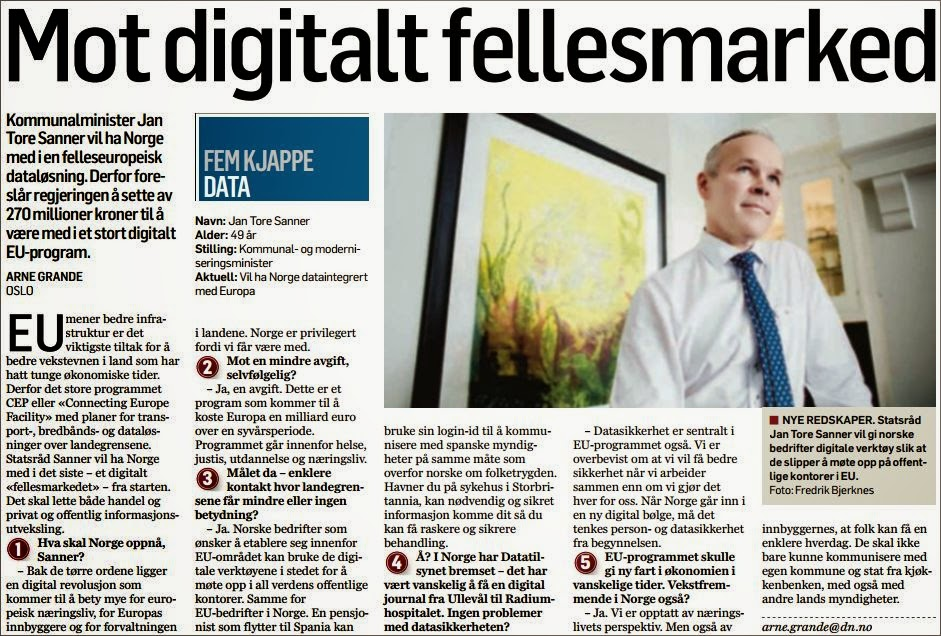 Mot digitalt fellesmarked
Kommunalminister Jan
Tore Sanner vil ha Norge
med i en felleseuropeisk
dataløsning. Derfor fore-
slår regjeringen å sette av
270 millioner kroner til å
være med i et stort digitalt
EU-program.
ARNE GRANDE
OSLO
EU mener bedre infra-
struktur er det
viktigste tiltak for å
bedre vekstevnen i land som har
hatt tunge økonomiske tider.
Derfor det store programmet
CEP eller «Connecting Europe
Facility» med planer for trans-
port-, bredbånds- og dataløs-
ninger over landegrensene.
Statsråd Sanner vil ha Norge
med i det siste – et digitalt
«fellesmarkedet» – fra starten.
Det skal lette både handel og
privat og offentlig informasjons-
utveksling.
1 Hva skal Norge oppnå,
Sanner?
– Bak de tørre ordene ligger
en digital revolusjon som
kommer til å bety mye for euro-
peisk næringsliv, for Europas
innbyggere og for forvaltningen
FEM KJAPPE
DATA
Navn: Jan Tore Sanner
Alder: 49 år
Stilling: Kommunal- og moderni-
seringsminister
Aktuell: Vil ha Norge dataintegrert
med Europa
i landene. Norge er privilegert
fordi vi får være med.
2 Mot en mindre avgift,
selvfølgelig?
– Ja, en avgift. Dette er et
program som kommer til å
koste Europa en milliard euro
over en syvårsperiode.
Programmet går innenfor helse,
justis, utdannelse og næringsliv.
3 Målet da – enklere
kontakt hvor landegren-
sene får mindre eller ingen
betydning?
– Ja. Norske bedrifter som
ønsker å etablere seg innenfor
EU-området kan bruke de digi-
tale verktøyene i stedet for å
møte opp i all verdens offentlige
kontorer. Samme for
EU-bedrifter i Norge. En pensjo-
nist som flytter til Spania kan
bruke sin login-id til å kommu-
nisere med spanske myndig-
heter på samme måte som
overfor norske om folketrygden.
Havner du på sykehus i Storbri-
tannia, kan nødvendig og sikret
informasjon komme dit så du
kan få raskere og sikrere
behandling.
4 Å? I Norge har Datatil-
synet bremset – det har
vært vanskelig å få en digital
journal fra Ullevål til Radium-
hospitalet. Ingen problemer
med datasikkerheten?
– Datasikkerhet er sentralt i
EU-programmet også. Vi er
overbevist om at vi vil få bedre
sikkerhet når vi arbeider
sammen enn om vi gjør det
hver for oss. Når Norge går inn i
en ny digital bølge, må det
tenkes person- og datasikkerhet
fra begynnelsen.
5 EU-programmet skulle
gi ny fart i økonomien i
vanskelige tider. Vekstfrem-
mende i Norge også?
– Ja. Vi er opptatt av nærings-
livets perspektiv. Men også av
NYE REDSKAPER. Statsråd
Jan Tore Sanner vil gi norske
bedrifter digitale verktøy slik at
de slipper å møte opp på offent-
lige kontorer i EU.
Foto: Fredrik Bjerknes
innbyggernes, at folk kan få en
enklere hverdag. De skal ikke
bare kunne kommunisere med
egen kommune og stat fra kjøk-
kenbenken, med også med
andre lands myndigheter.
arne.grande@dn.no